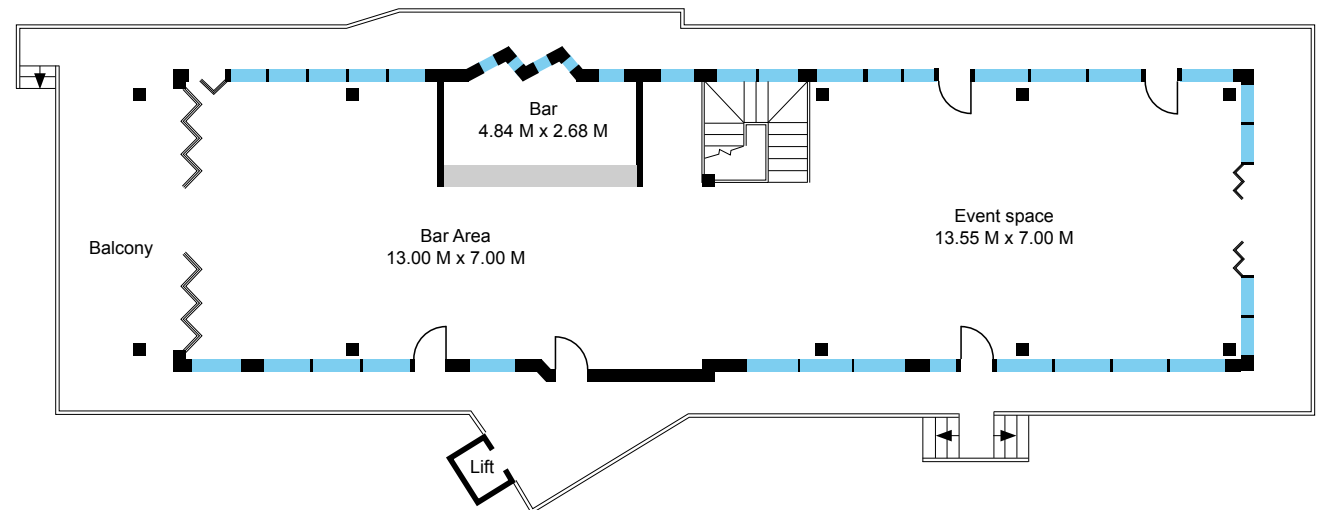 Bar
4.84 M x 2.68 M
Event space
13.55 M x 7.00 M
Bar Area
13.00 M x 7.00 M
Balcony
Lift